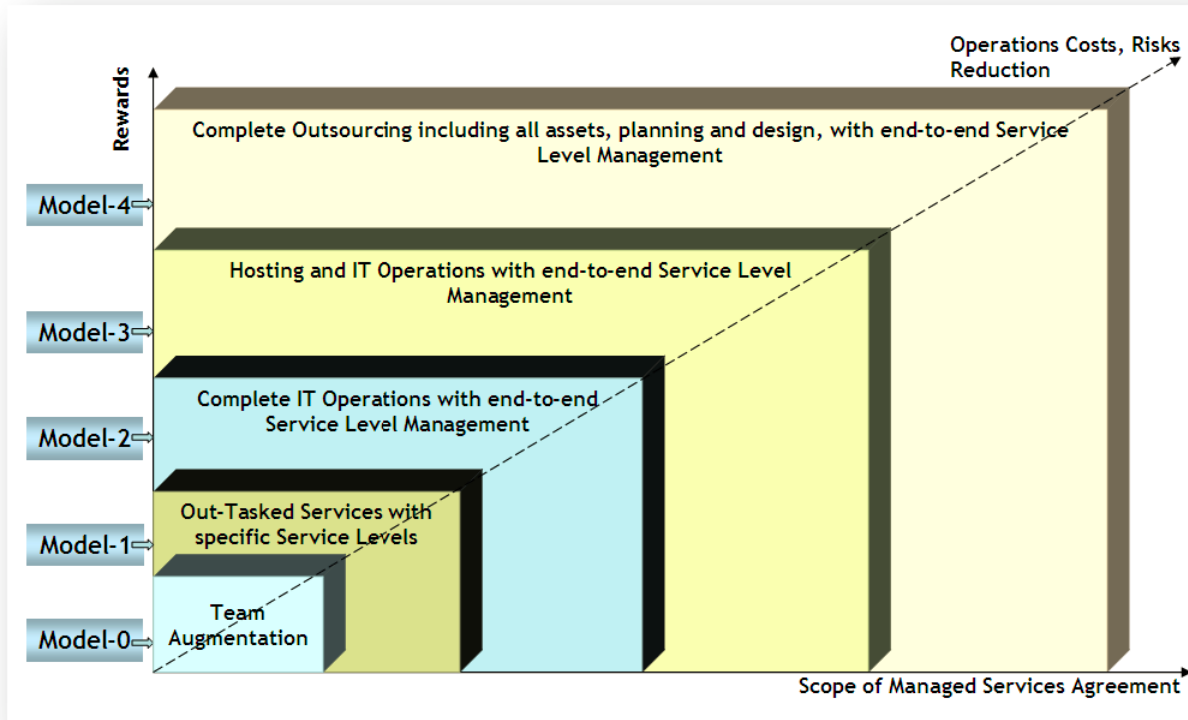 Operations Costs, Risks
Reduction
Rewards
Complete Outsourcing including all assets, planning and design, with end-to-end Service
Level Management
Model-4
Hosting and IT Operations with end-to-end Service Level
Management
Model-3
Complete IT Operations with end-to-end
Service Level Management
Model-2
Out-Tasked Services with
specific Service Levels
Model-1
Team
Augmentation
Model-0
Scope of Managed Services Agreement